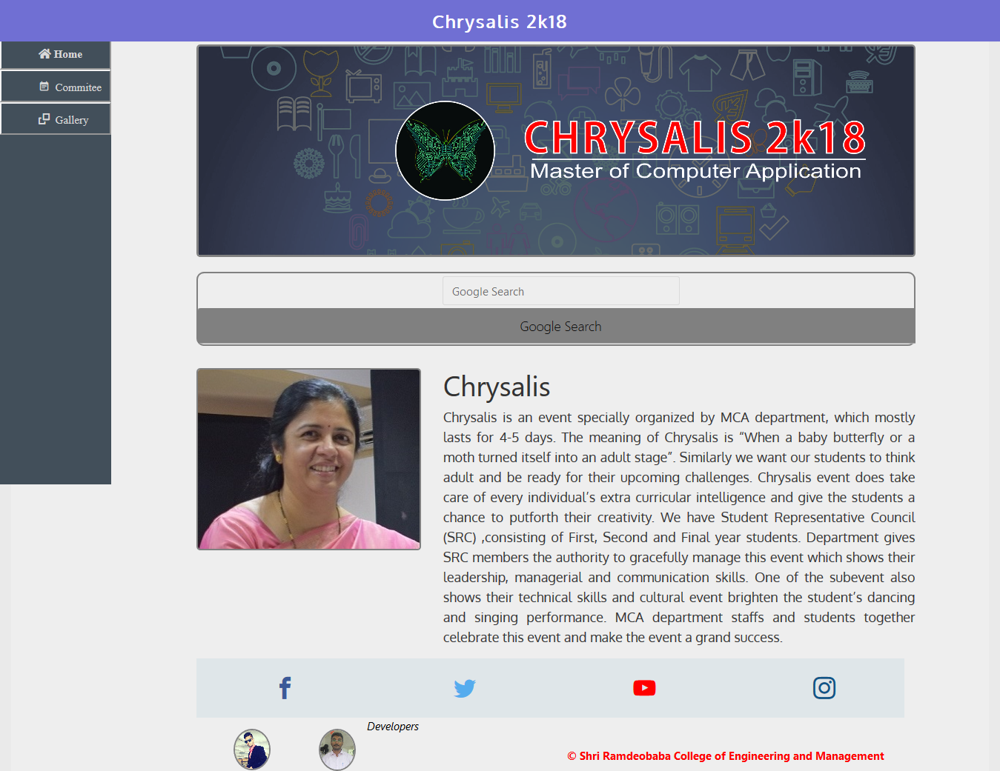 Chrysalis 2k18
Home
Commitee
Gallery
CHRYSALIS 2k18
Master of Computer Application
Google Search
Google Search
Chrysalis
Chrysalis is an event specially organized by MCA department, which mostly
lasts for 4-5 days. The meaning of Chrysalis is “When a baby butterfly or a
moth turned itself into an adult stage”. Similarly we want our students to think
adult and be ready for their upcoming challenges. Chrysalis event does take
care of every individual’s extra curricular intelligence and give the students a
chance to putforth their creativity. We have Student Representative Council
(SRC) ,consisting of First, Second and Final year students. Department gives
SRC members the authority to gracefully manage this event which shows their
leadership, managerial and communication skills. One of the subevent also
shows their technical skills and cultural event brighten the student’s dancing
and singing performance. MCA department staffs and students together
celebrate this event and make the event a grand success.
Developers
© Shri Ramdeobaba College of Engineering and Management